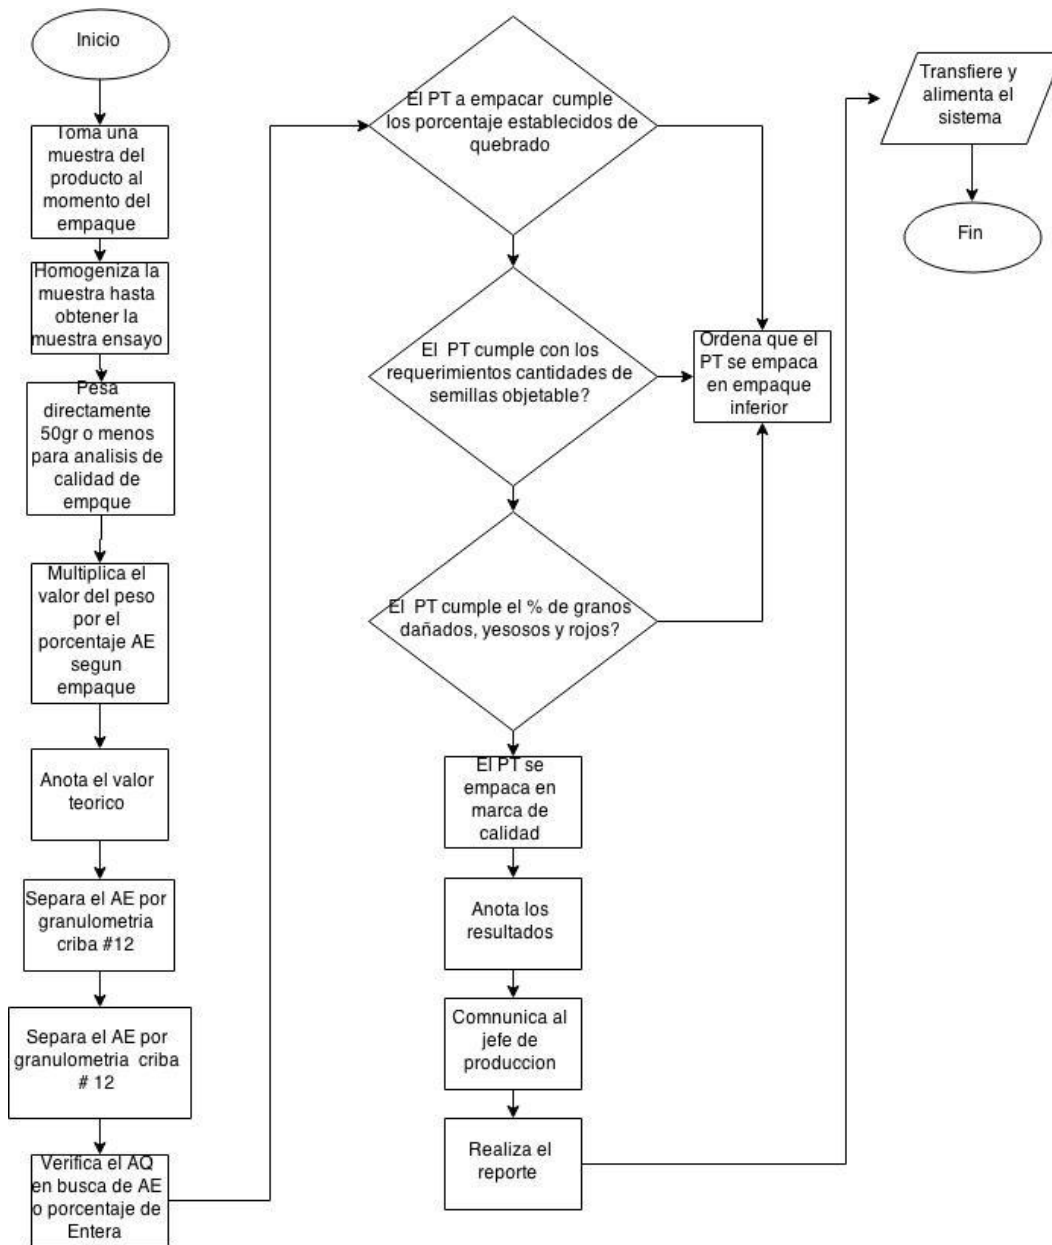 Inicio
Toma una
muestra del
producto al
momento del
empaque
Homogeniza la
muestra hasta
obtener la
muestra ensayo
Pesa
directamente
50gr o menos
para analisis de
calidad de
empque
Multiplica el
valor del peso
por el
porcentaje AE
segun
empaque
Anota el valor
teorico
Separa el AE por
granulometria
criba #12
Separa el AE por
granulometria criba
# 12
Verifica el AQ
en busca de AE
o porcentaje de
Entera
El PT a empacar cumple
los porcentaje establecidos de
quebrado
El PT cumple con los
requerimientos cantidades de
semillas objetable?
El PT cumple el % de granos
dañados, yesosos y rojos?
El PT se
empaca en
marca de
calidad
Anota los
resultados
Comnunica al
jefe de
produccion
Realiza el
reporte
Ordena que el
PT se empaca
en empaque
inferior
Transfiere y
alimenta el
sistema
Fin